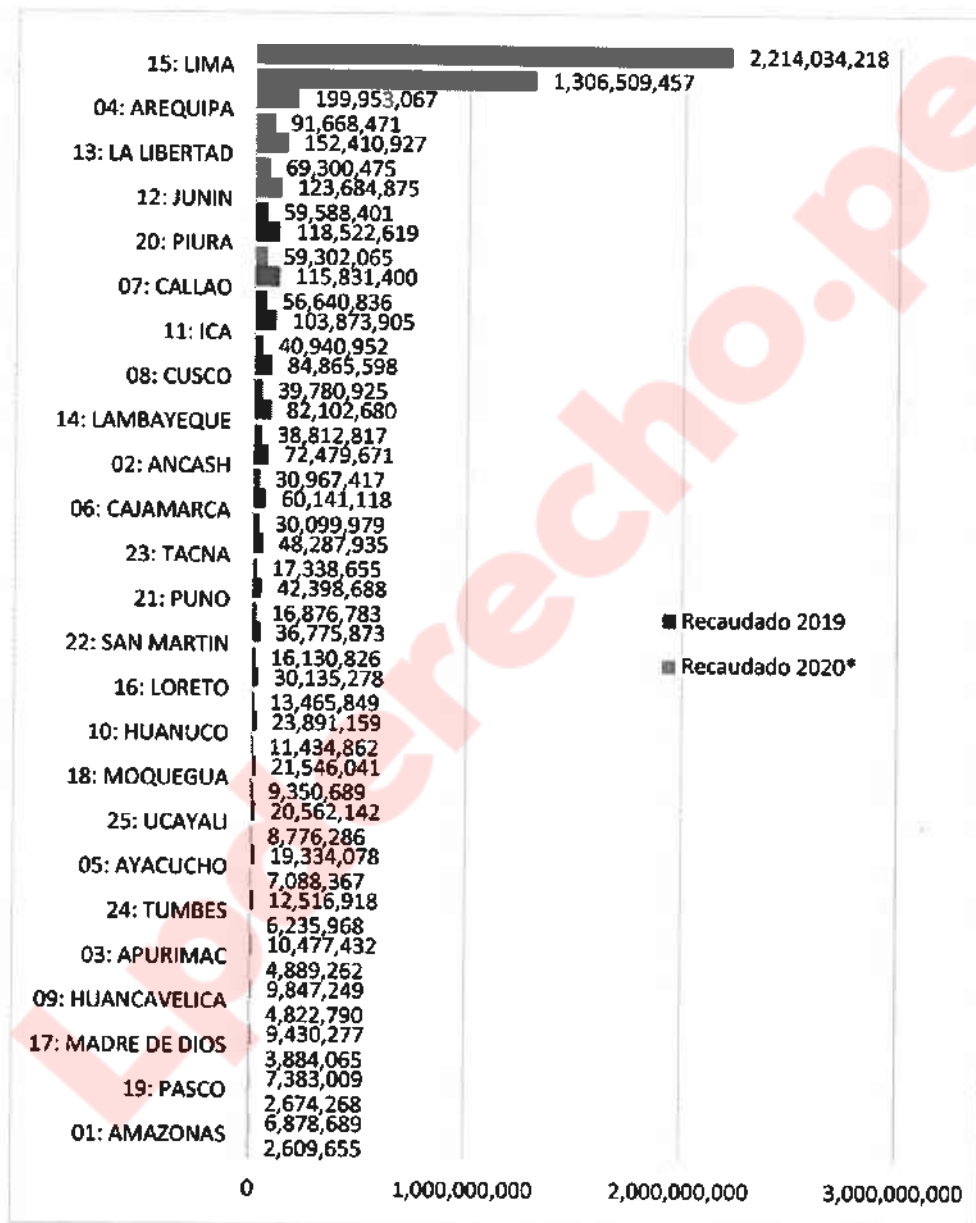 15: LIMA
2,214,034,218
1,306,509,457
04: AREQUIPA
199,953,067
91,668,471
13: LA LIBERTAD
152,410,927
69,300,475
12: JUNIN
123,684,875
59,588,401
20: PIURA
118,522,619
59,302,065
07: CALLAO
115,831,400
56,640,836
11: ICA
103,873,905
40,940,952
08: CUSCO
84,865,598
39,780,925
14: LAMBAYEQUE
82,102,680
38,812,817
02: ANCASH
72,479,671
30,967,417
06: CAJAMARCA
60,141,118
30,099,979
23: TACNA
48,287,935
17,338,655
21: PUNO
42,398,688
16,876,783
22: SAN MARTIN
36,775,873
16,130,826
16: LORETO
30,135,278
13,465,849
10: HUANUCO
23,891,159
11,434,862
18: MOQUEGUA
21,546,041
9,350,689
25: UCAYALI
20,562,142
8,776,286
05: AYACUCHO
19,334,078
7,088,367
24: TUMBES
12,516,918
6,235,968
03: APURIMAC
10,477,432
4,889,262
09: HUANCAVELICA
9,847,249
4,822,790
17: MADRE DE DIOS
9,430,277
3,884,065
19: PASCO
7,383,009
2,674,268
01: AMAZONAS
6,878,689
2,609,655
Recaudado 2019
Recaudado 2020*
0 1,000,000,000 2,000,000,000 3,000,000,000
Lpderecho.pe